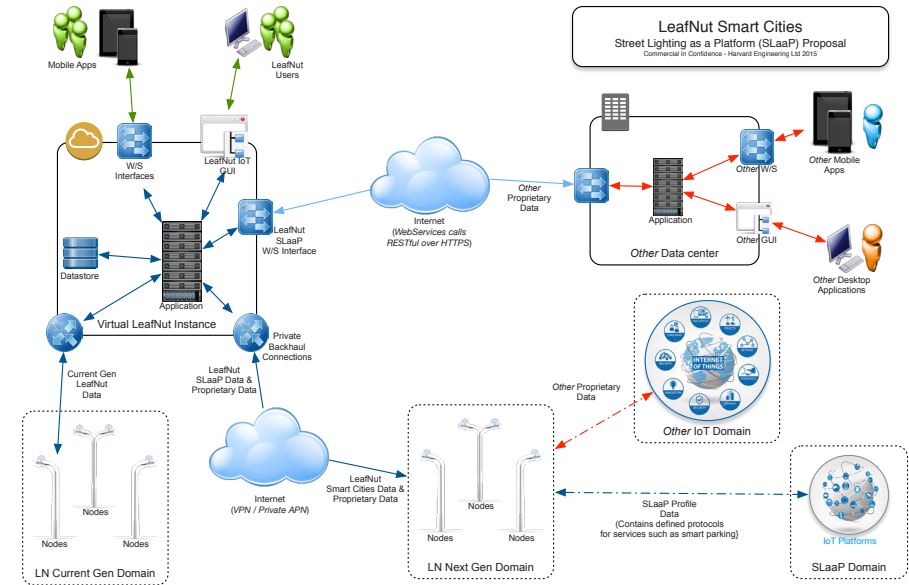 LeafNut Smart Cities
Street Lighting as a Platform (SLaaP) Proposal
Commercial in Confidence - Harvard Engineering Ltd 2015
Mobile Apps
LeafNut
Users
W/S
Interfaces
LeafNut IoT
GUI
LeafNut
SLaaP
W/S Interface
Datastore
Application
Virtual LeafNut Instance
Private
Backhaul
Connections
Internet
(WebServices calls
RESTful over HTTPS)
Other
Proprietary
Data
Application
Other W/S
Other GUI
Other Data center
Other Mobile
Apps
Other Desktop
Applications
Current Gen
LeafNut
Data
LeafNut
SLaaP Data &
Proprietary Data
Nodes
Nodes
Nodes
LN Current Gen Domain
Internet
(VPN / Private APN)
LeafNut
Smart Cities Data &
Proprietary Data
Nodes
Nodes
Nodes
LN Next Gen Domain
Other Proprietary
Data
INTERNET
OF THINGS
Other IoT Domain
SLaaP Profile
Data
(Contains defined protocols
for services such as smart parking}
IoT Platforms
SLaaP Domain